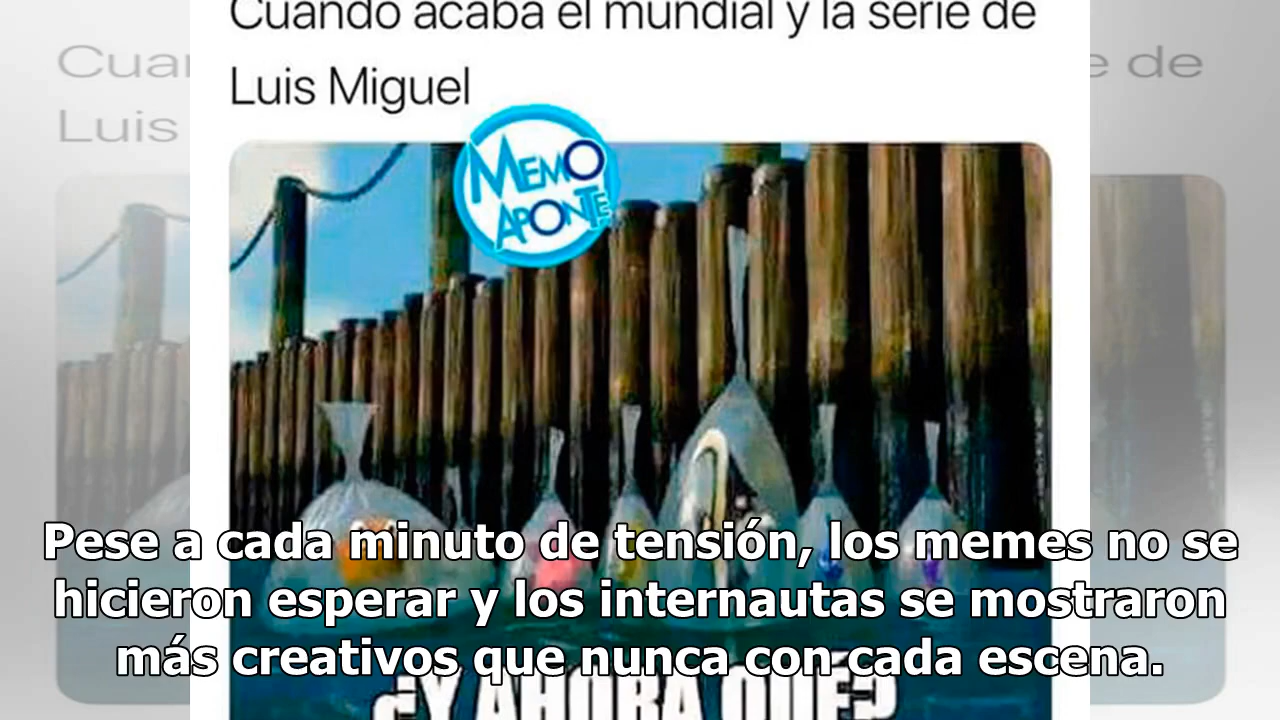 Cuando acaba el mundial y la serie de
Luis Miguel
MEMO
APONTE
Pese a cada minuto de tensión, los memes no se
hicieron esperar y los internautas se mostraron
más creativos que nunca con cada escena.
¿Y AHORA QUÉ?